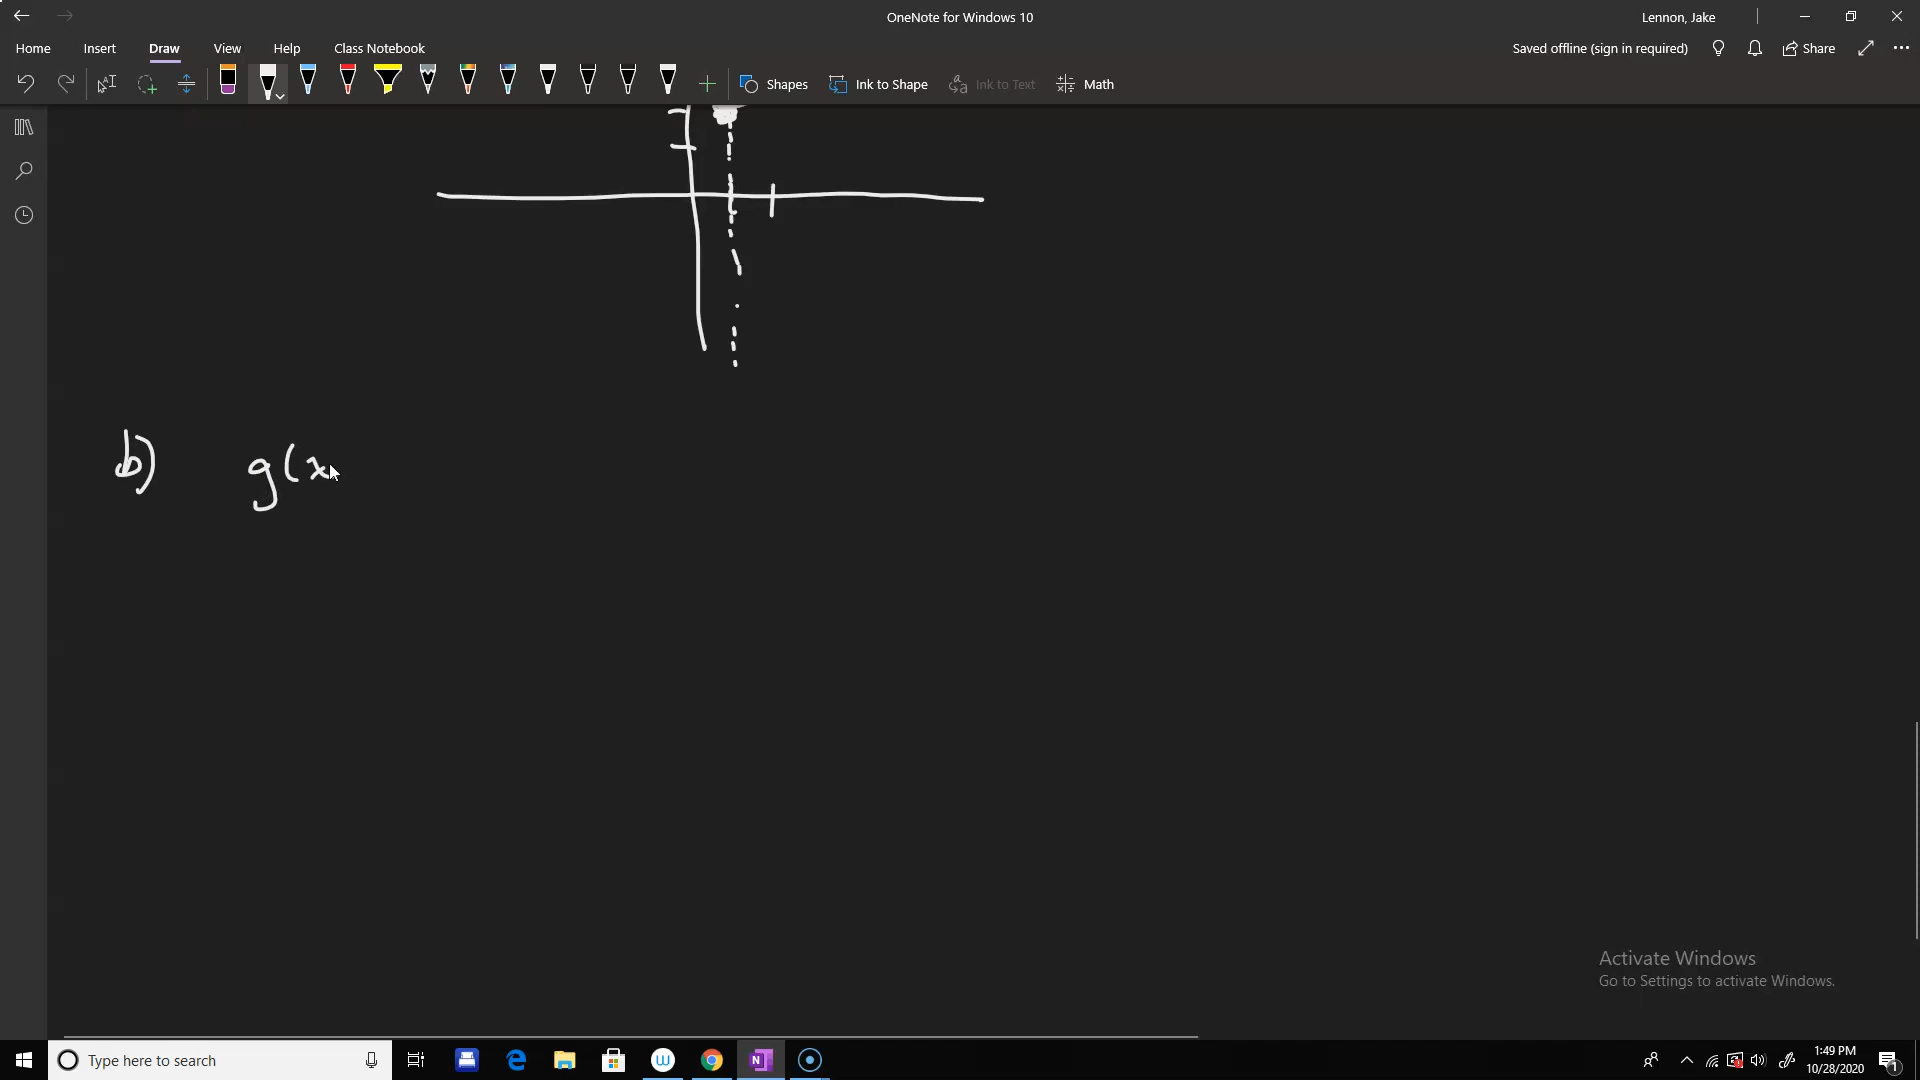 OneNote for Windows 10
Lennon, Jake
Home Insert Draw View Help Class Notebook
Saved offline (sign in required) Share
Shapes Ink to Shape Ink to Text Math
b) g(x
Activate Windows
Go to Settings to activate Windows.
Type here to search
1:49 PM
10/28/2020